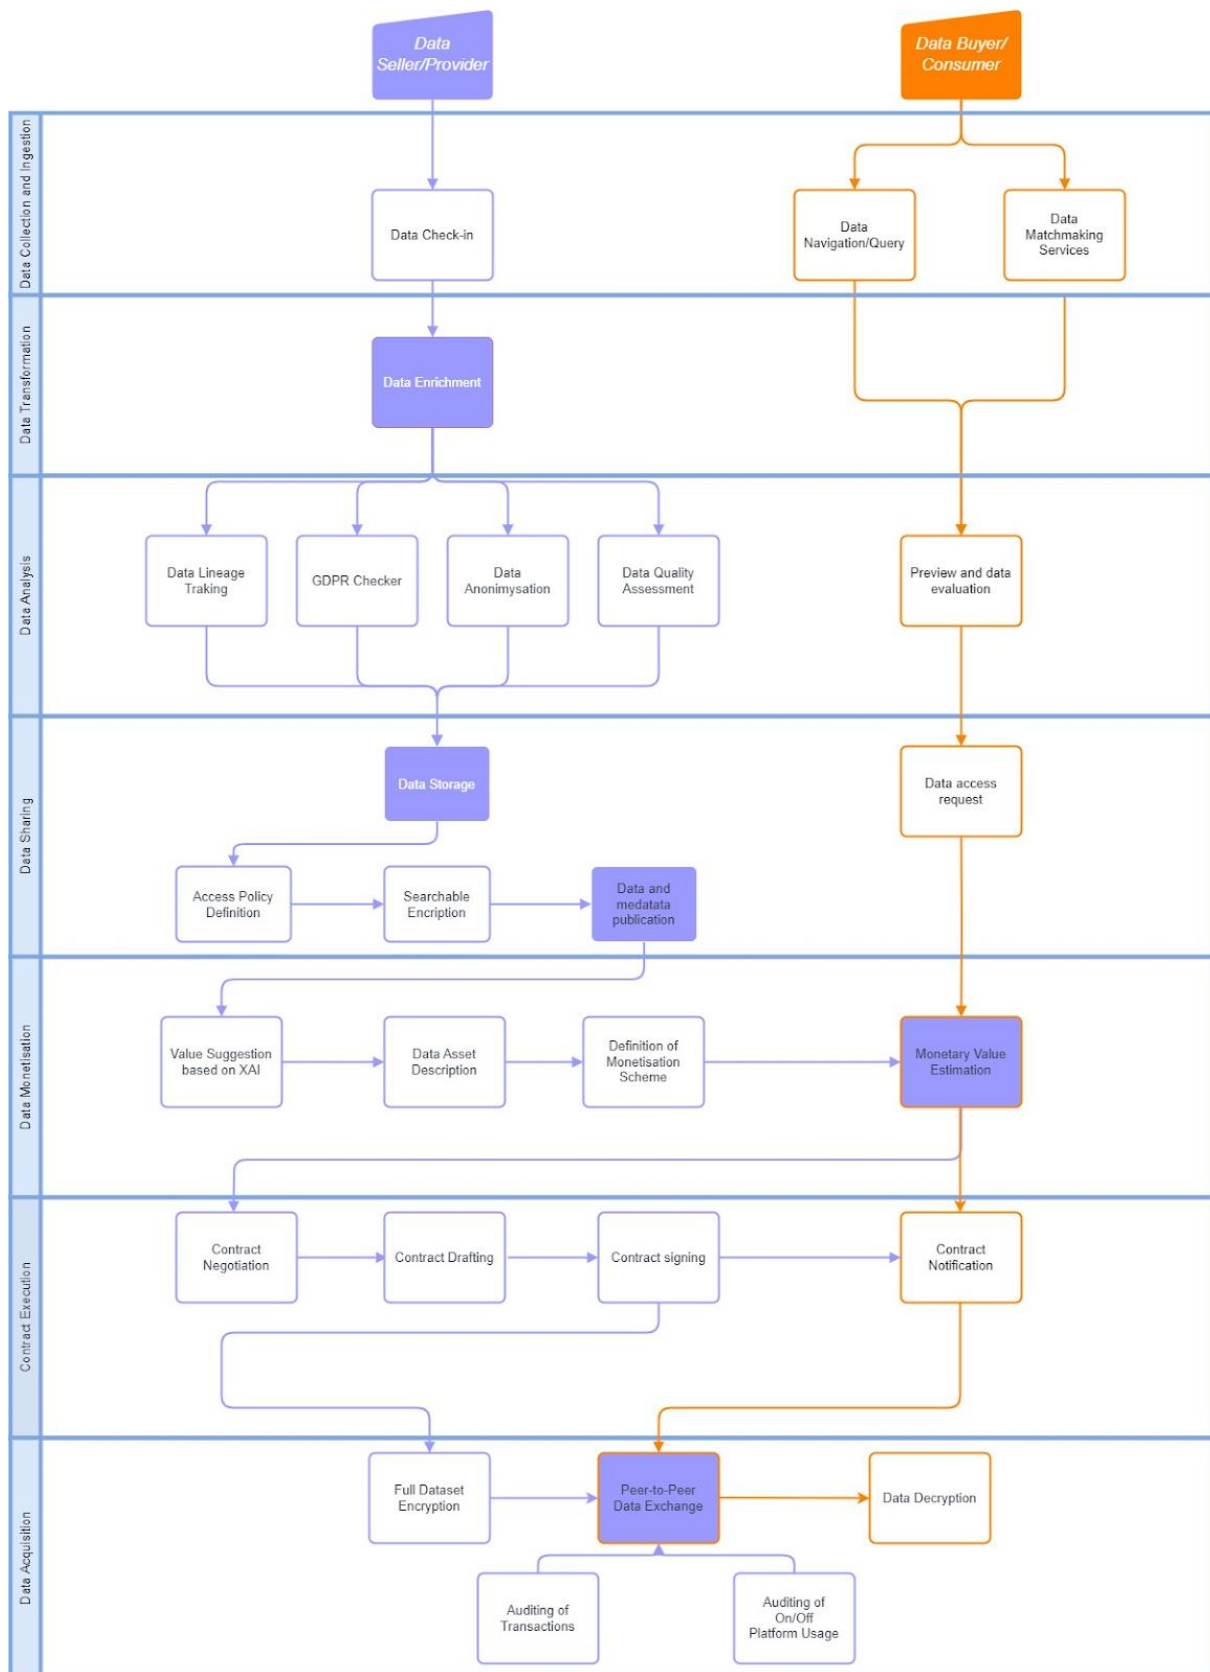 Data
Seller/Provider
Data Buyer/
Consumer
Data Collection and Ingestion
Data Check-in
Data
Navigation/Query
Data
Matchmaking
Services
Data Transformation
Data Enrichment
Data Analysis
Data Lineage
Traking
GDPR Checker
Data
Anonimysation
Data Quality
Assessment
Preview and data
evaluation
Data Sharing
Data Storage
Data access
request
Access Policy
Definition
Searchable
Encription
Data and
medatata
publication
Data Monetisation
Value Suggestion
based on XAI
Data Asset
Description
Definition of
Monetisation
Scheme
Monetary Value
Estimation
Contract Execution
Contract
Negotiation
Contract Drafting
Contract signing
Contract
Notification
Data Acquisition
Full Dataset
Encryption
Peer-to-Peer
Data Exchange
Data Decryption
Auditing of
Transactions
Auditing of
On/Off
Platform Usage